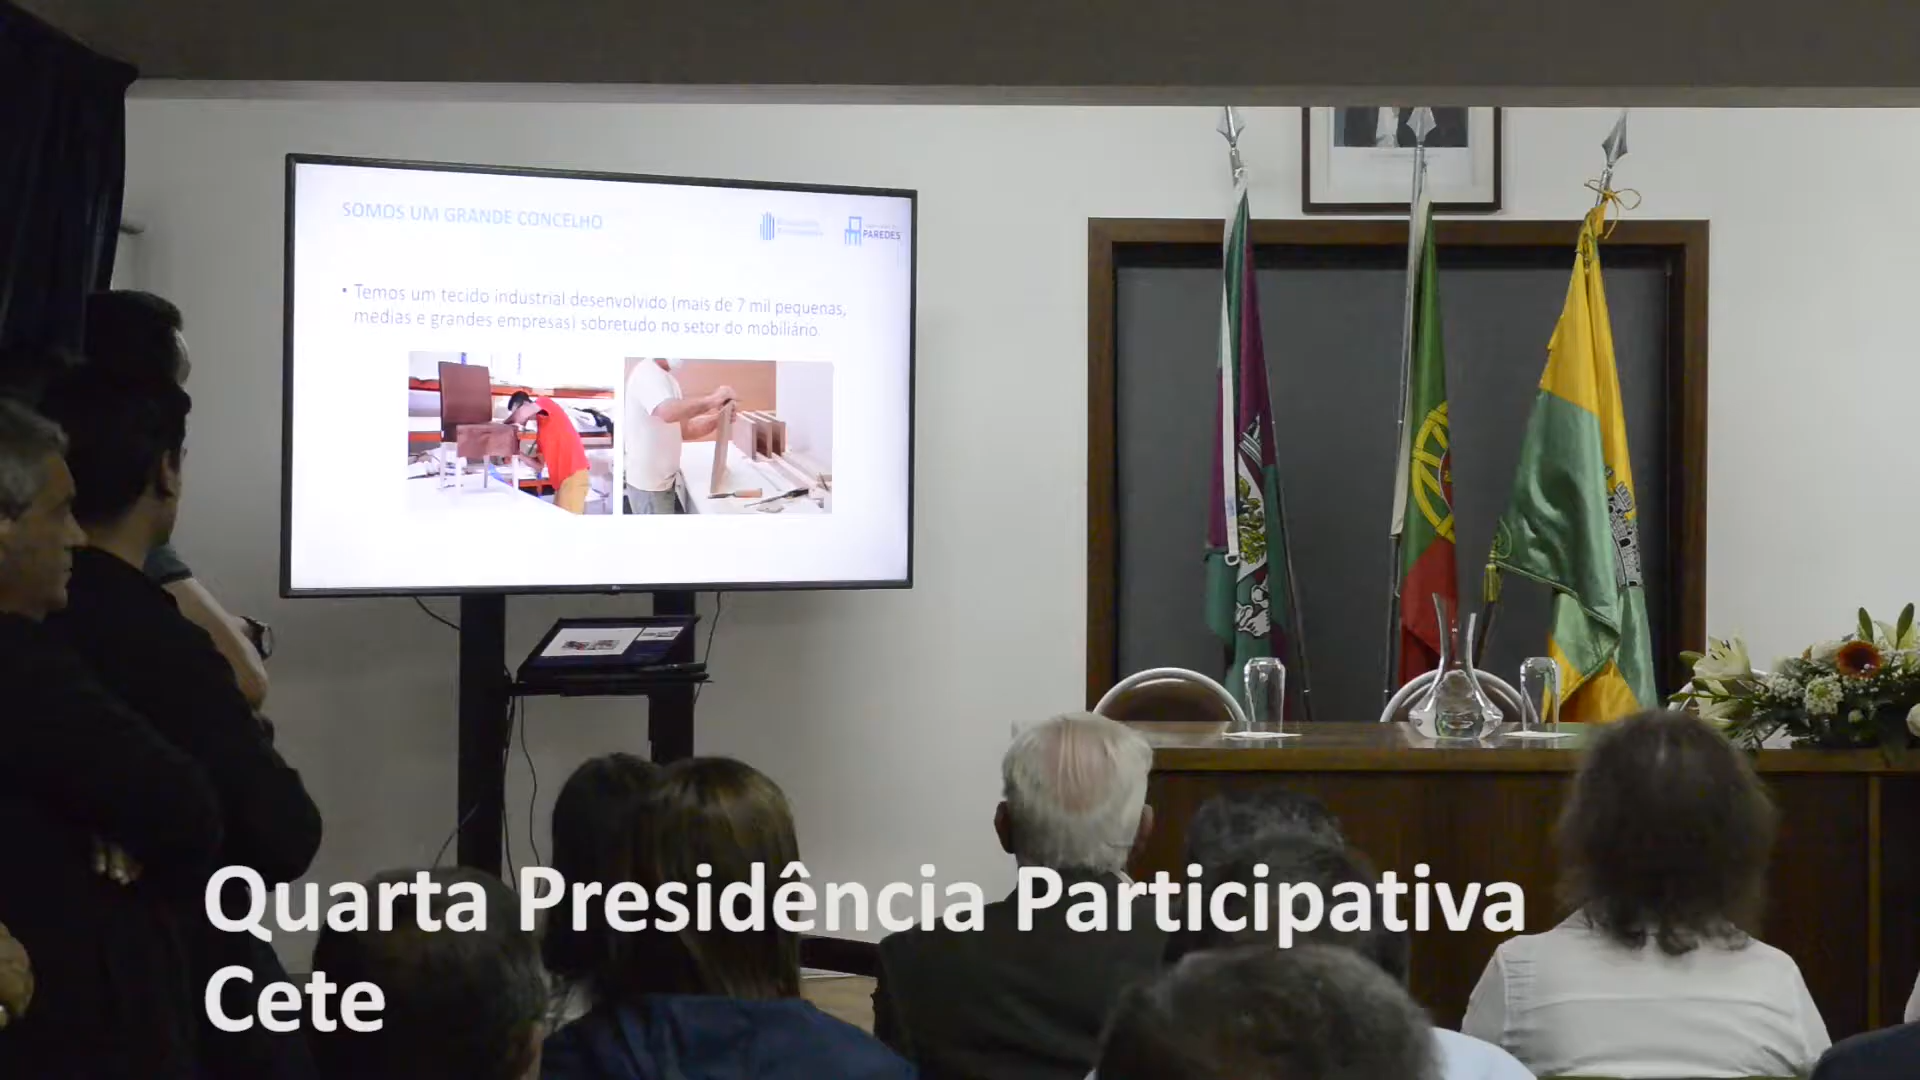 SOMOS UM GRANDE CONCELHO
PAREDES
• Temos um tecido industrial desenvolvido (mais de 7 mil pequenas,
medias e grandes empresas) sobretudo no setor do mobiliário.
Quarta Presidência Participativa
Cete